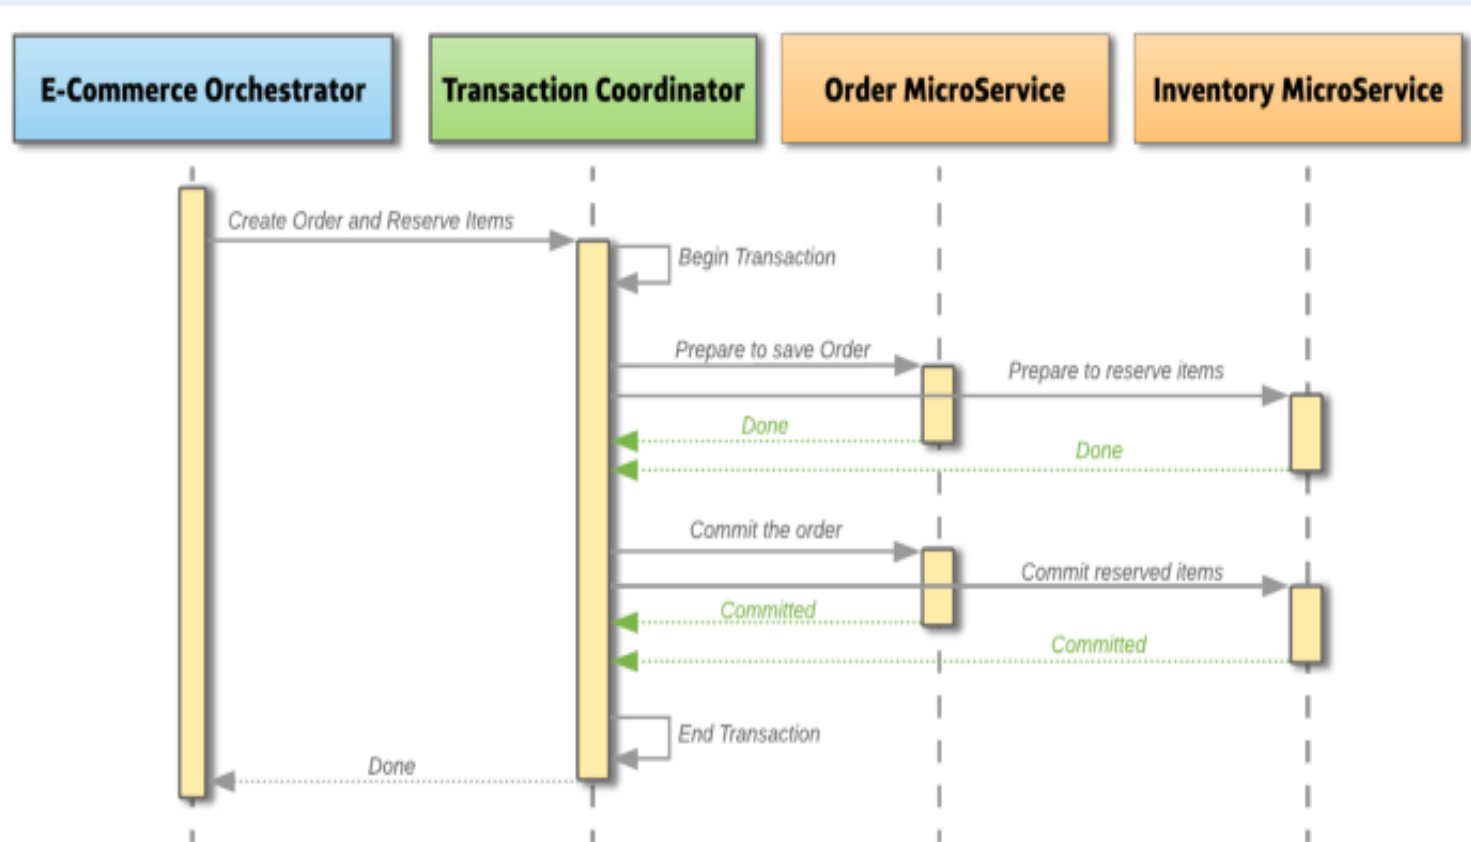 E-Commerce Orchestrator
Transaction Coordinator
Order MicroService
Inventory MicroService
Create Order and Reserve Items
Begin Transaction
Prepare to save Order
Prepare to reserve items
Done
Done
Commit the order
Commit reserved items
Committed
Committed
End Transaction
Done